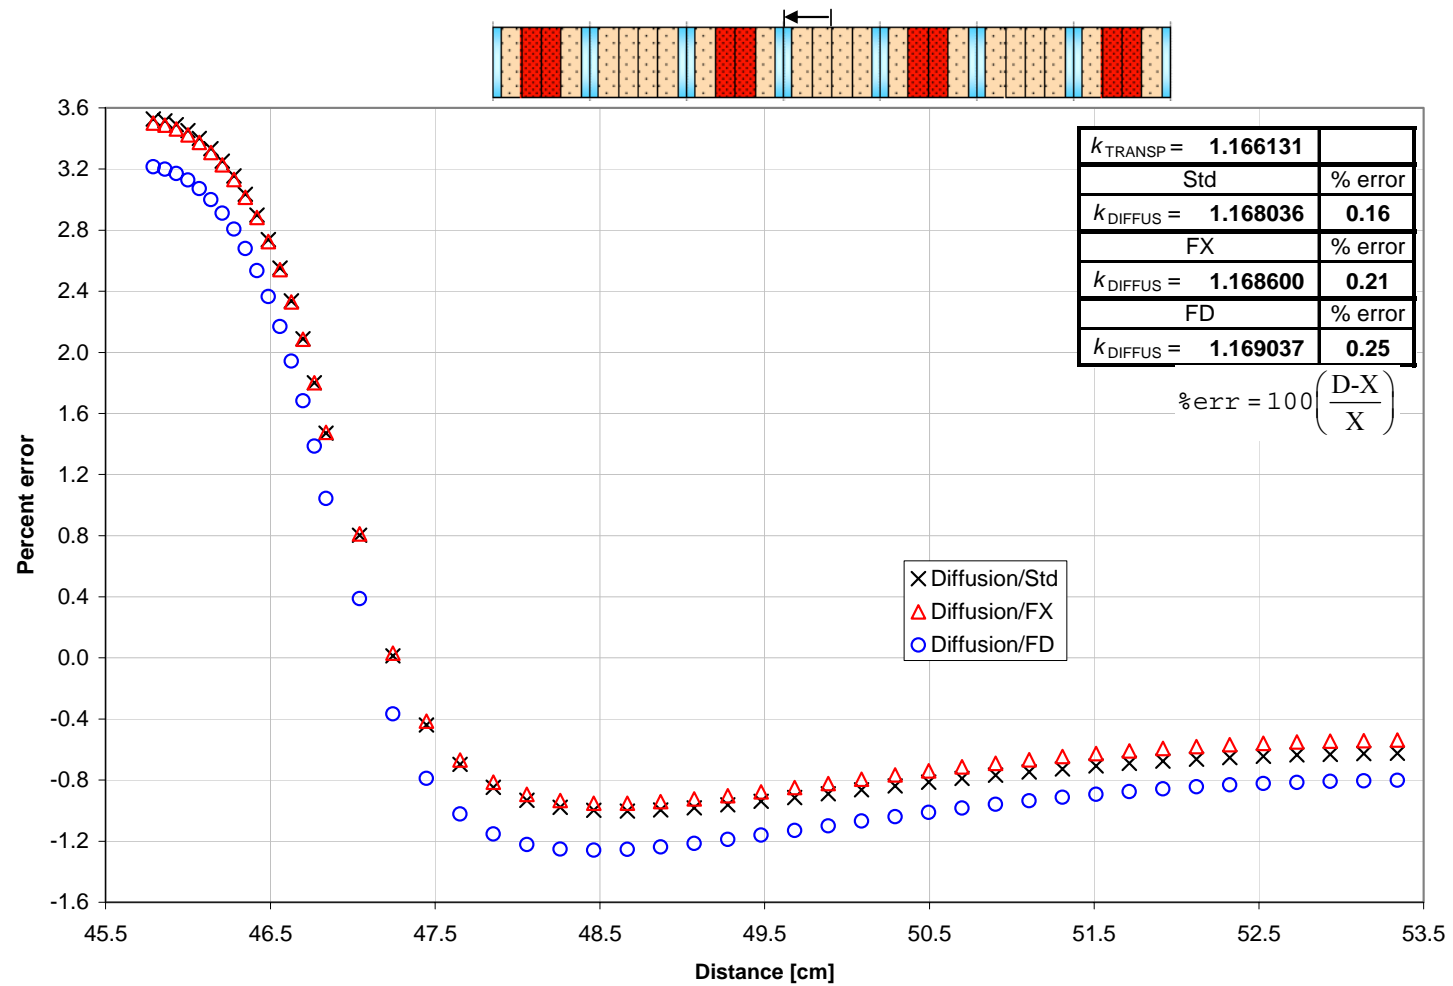 3.6
3.2
2.8
2.4
2.0
1.6
1.2
0.8
0.4
0.0
-0.4
-0.8
-1.2
-1.6
Percent error
k TRANSP = 1.166131
Std % error
k DIFFUS = 1.168036 0.16
FX % error
k DIFFUS = 1.168600 0.21
FD % error
k DIFFUS = 1.169037 0.25
%err = 100(D-X/X)
Diffusion/Std
Diffusion/FX
Diffusion/FD
45.5 46.5 47.5 48.5 49.5 50.5 51.5 52.5 53.5
Distance [cm]